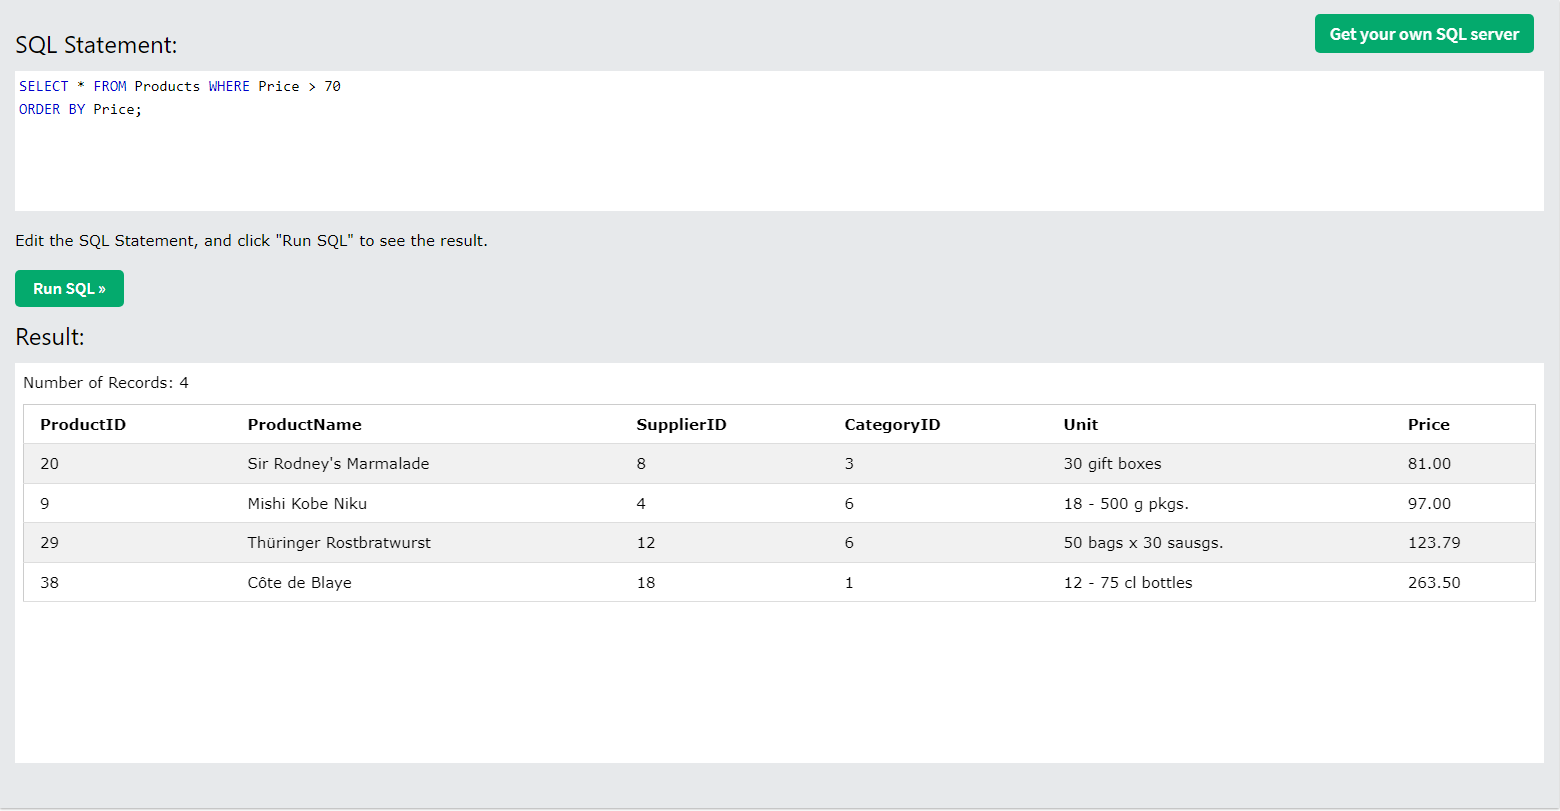 Get your own SQL server
SQL Statement:
SELECT * FROM Products WHERE Price > 70
ORDER BY Price;
Edit the SQL Statement, and click "Run SQL" to see the result.
Run SQL »
Result:
Number of Records: 4
ProductID ProductName SupplierID CategoryID Unit Price
20 Sir Rodney's Marmalade 8 3 30 gift boxes 81.00
9 Mishi Kobe Niku 4 6 18 - 500 g pkgs. 97.00
29 Thüringer Rostbratwurst 12 6 50 bags x 30 sausgs. 123.79
38 Côte de Blaye 18 1 12 - 75 cl bottles 263.50